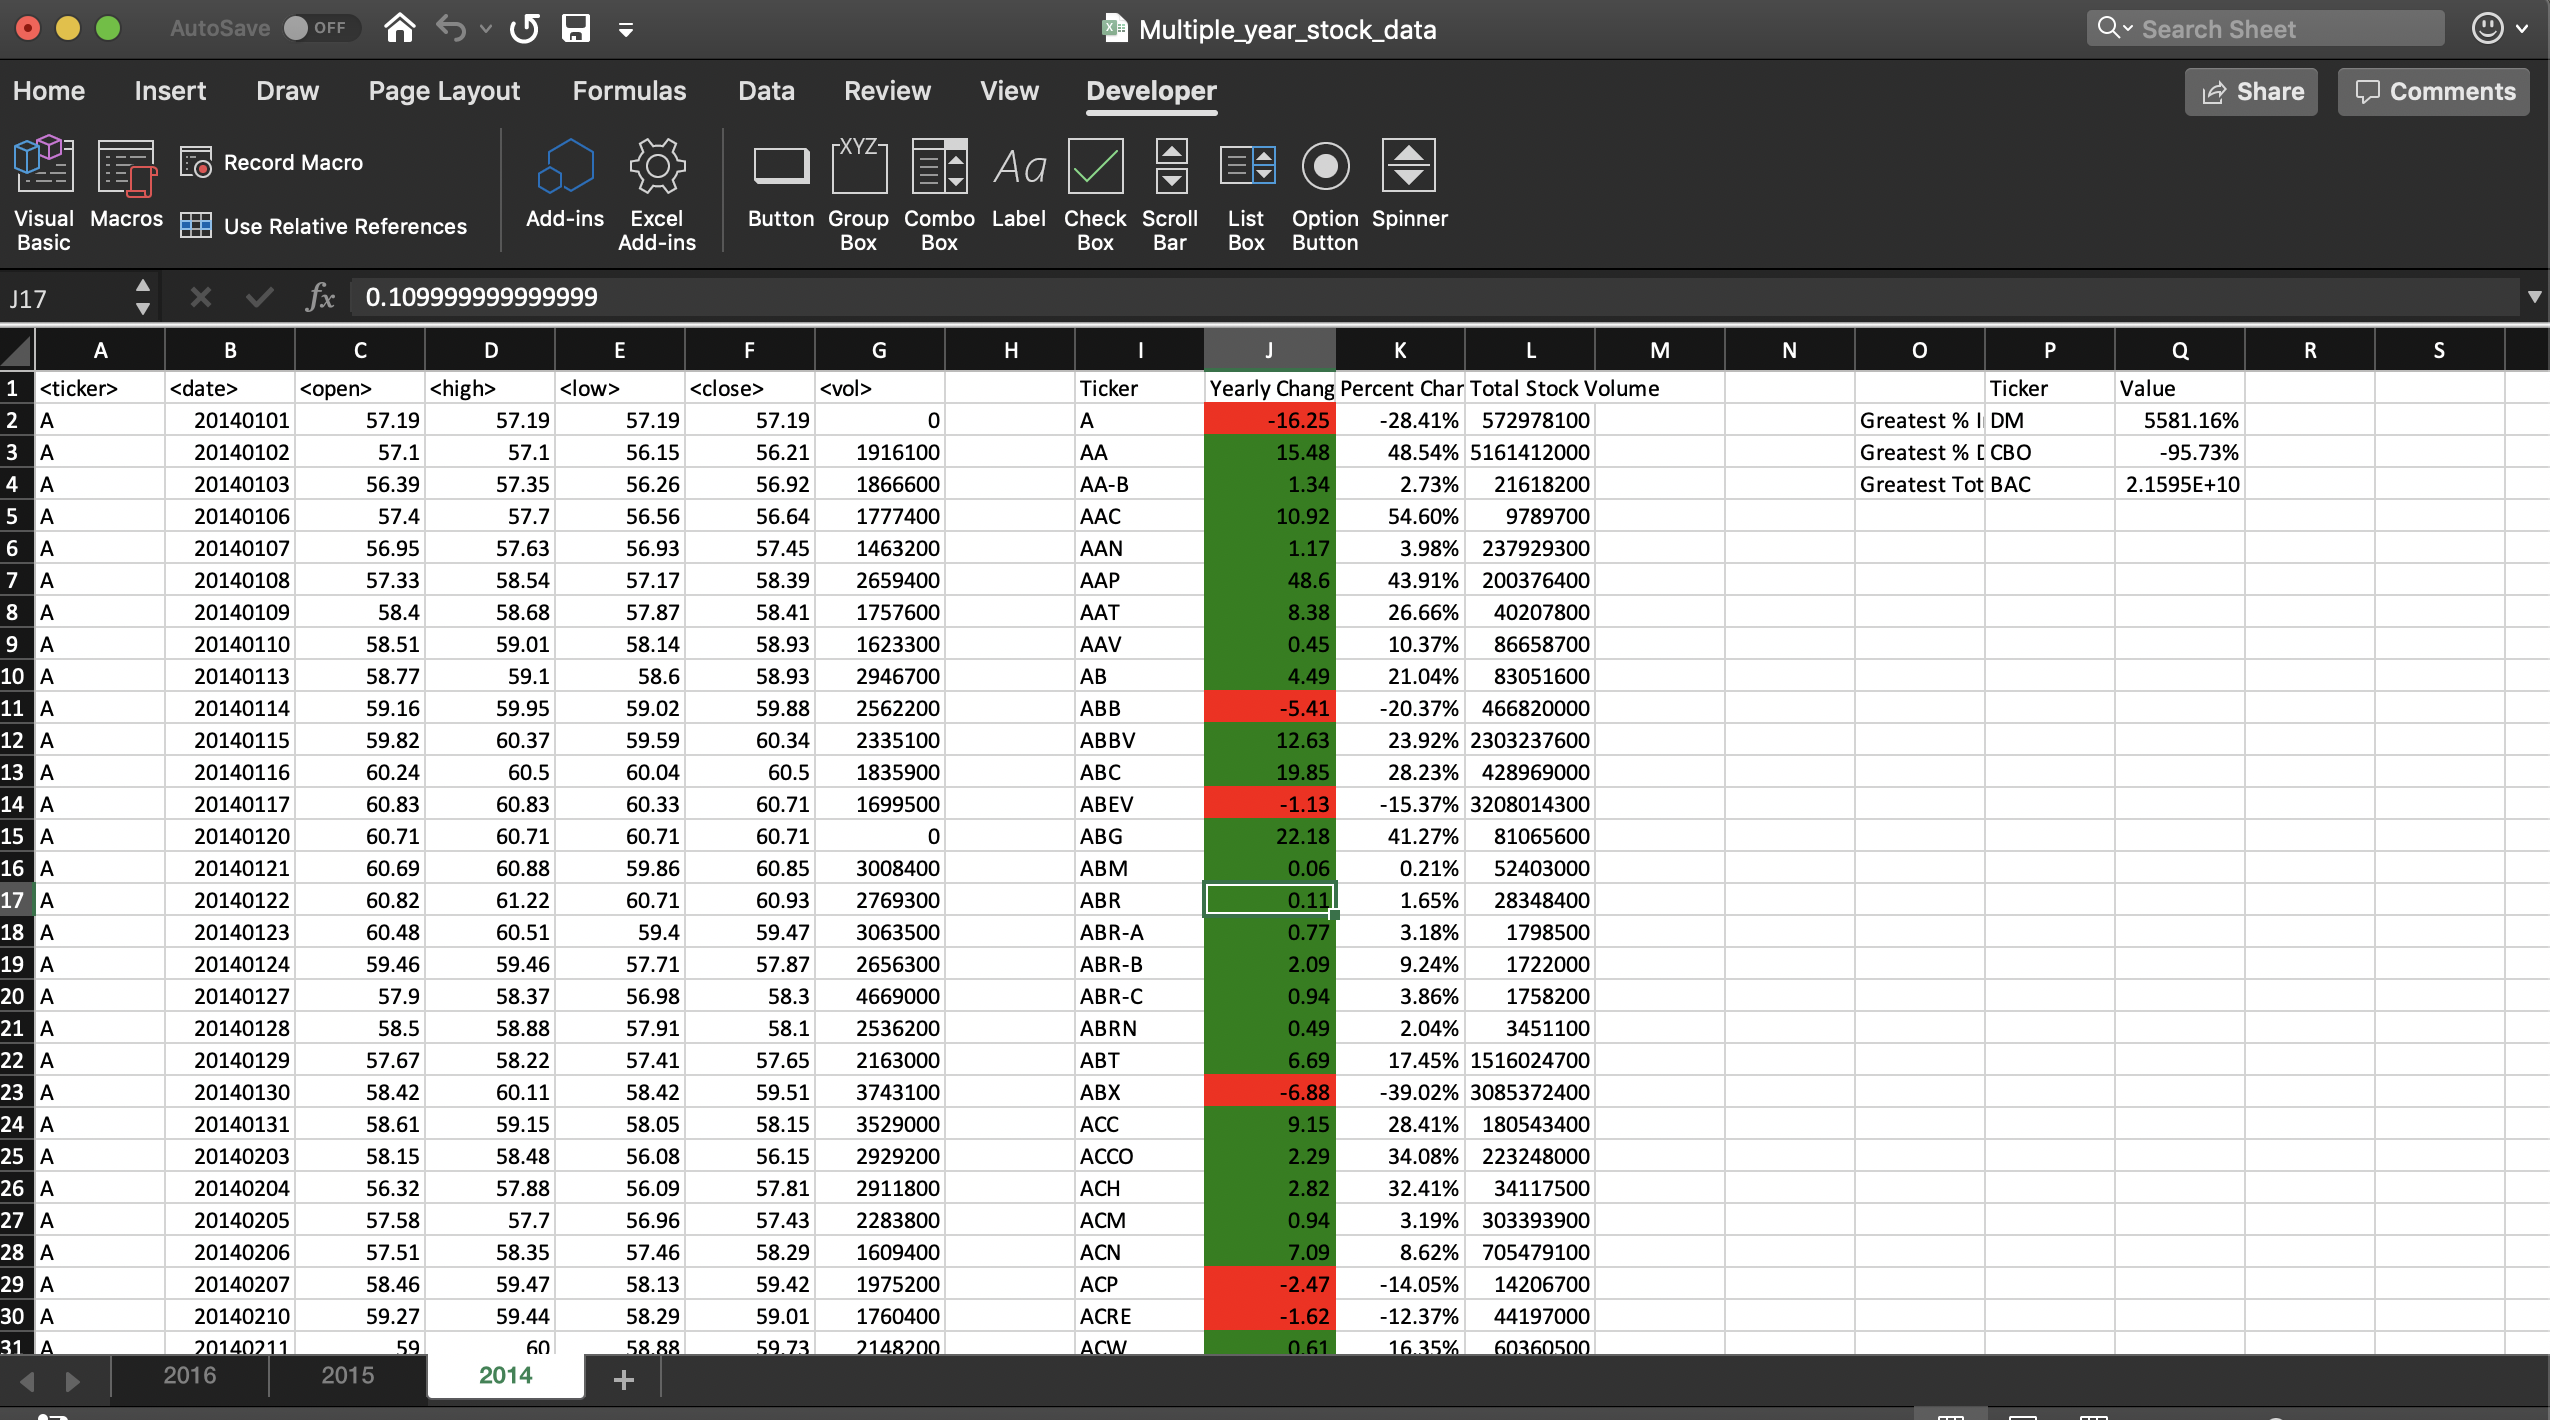 AutoSave OFF Multiple_year_stock_data Search Sheet
Home Insert Draw Page Layout Formulas Data Review View Developer Share Comments
Visual Basic Macros Record Macro Use Relative References Add-ins Excel Add-ins Button Group Box Combo Box Label Check Box Scroll Bar List Box Option Button Spinner
J17 fx 0.109999999999999
A B C D E F G H I J K L M N O P Q R S
1 <ticker> <date> <open> <high> <low> <close> <vol> Ticker Yearly Chang Percent Char Total Stock Volume Ticker Value
2 A 20140101 57.19 57.19 57.19 57.19 0 A -16.25 -28.41% 572978100 Greatest % I DM 5581.16%
3 A 20140102 57.1 57.1 56.15 56.21 1916100 AA 15.48 48.54% 5161412000 Greatest % D CBO -95.73%
4 A 20140103 56.39 57.35 56.26 56.92 1866600 AA-B 1.34 2.73% 21618200 Greatest Tot BAC 2.1595E+10
5 A 20140106 57.4 57.7 56.56 56.64 1777400 AAC 10.92 54.60% 9789700
6 A 20140107 56.95 57.63 56.93 57.45 1463200 AAN 1.17 3.98% 237929300
7 A 20140108 57.33 58.54 57.17 58.39 2659400 AAP 48.6 43.91% 200376400
8 A 20140109 58.4 58.68 57.87 58.41 1757600 AAT 8.38 26.66% 40207800
9 A 20140110 58.51 59.01 58.14 58.93 1623300 AAV 0.45 10.37% 86658700
10 A 20140113 58.77 59.1 58.6 58.93 2946700 AB 4.49 21.04% 83051600
11 A 20140114 59.16 59.95 59.02 59.88 2562200 ABB -5.41 -20.37% 466820000
12 A 20140115 59.82 60.37 59.59 60.34 2335100 ABBV 12.63 23.92% 2303237600
13 A 20140116 60.24 60.5 60.04 60.5 1835900 ABC 19.85 28.23% 428969000
14 A 20140117 60.83 60.83 60.33 60.71 1699500 ABEV -1.13 -15.37% 3208014300
15 A 20140120 60.71 60.71 60.71 60.71 0 ABG 22.18 41.27% 81065600
16 A 20140121 60.69 60.88 59.86 60.85 3008400 ABM 0.06 0.21% 52403000
17 A 20140122 60.82 61.22 60.71 60.93 2769300 ABR 0.11 1.65% 28348400
18 A 20140123 60.48 60.51 59.4 59.47 3063500 ABR-A 0.77 3.18% 1798500
19 A 20140124 59.46 59.46 57.71 57.87 2656300 ABR-B 2.09 9.24% 1722000
20 A 20140127 57.9 58.37 56.98 58.3 4669000 ABR-C 0.94 3.86% 1758200
21 A 20140128 58.5 58.88 57.91 58.1 2536200 ABRN 0.49 2.04% 3451100
22 A 20140129 57.67 58.22 57.41 57.65 2163000 ABT 6.69 17.45% 1516024700
23 A 20140130 58.42 60.11 58.42 59.51 3743100 ABX -6.88 -39.02% 3085372400
24 A 20140131 58.61 59.15 58.05 58.15 3529000 ACC 9.15 28.41% 180543400
25 A 20140203 58.15 58.48 56.08 56.15 2929200 ACCO 2.29 34.08% 223248000
26 A 20140204 56.32 57.88 56.09 57.81 2911800 ACH 2.82 32.41% 34117500
27 A 20140205 57.58 57.7 56.96 57.43 2283800 ACM 0.94 3.19% 303393900
28 A 20140206 57.51 58.35 57.46 58.29 1609400 ACN 7.09 8.62% 705479100
29 A 20140207 58.46 59.47 58.13 59.42 1975200 ACP -2.47 -14.05% 14206700
30 A 20140210 59.27 59.44 58.29 59.01 1760400 ACRE -1.62 -12.37% 44197000
31 A 20140211 59 60 58.88 59.73 2148200 ACW 0.61 16.35% 60360500
2016 2015 2014 +